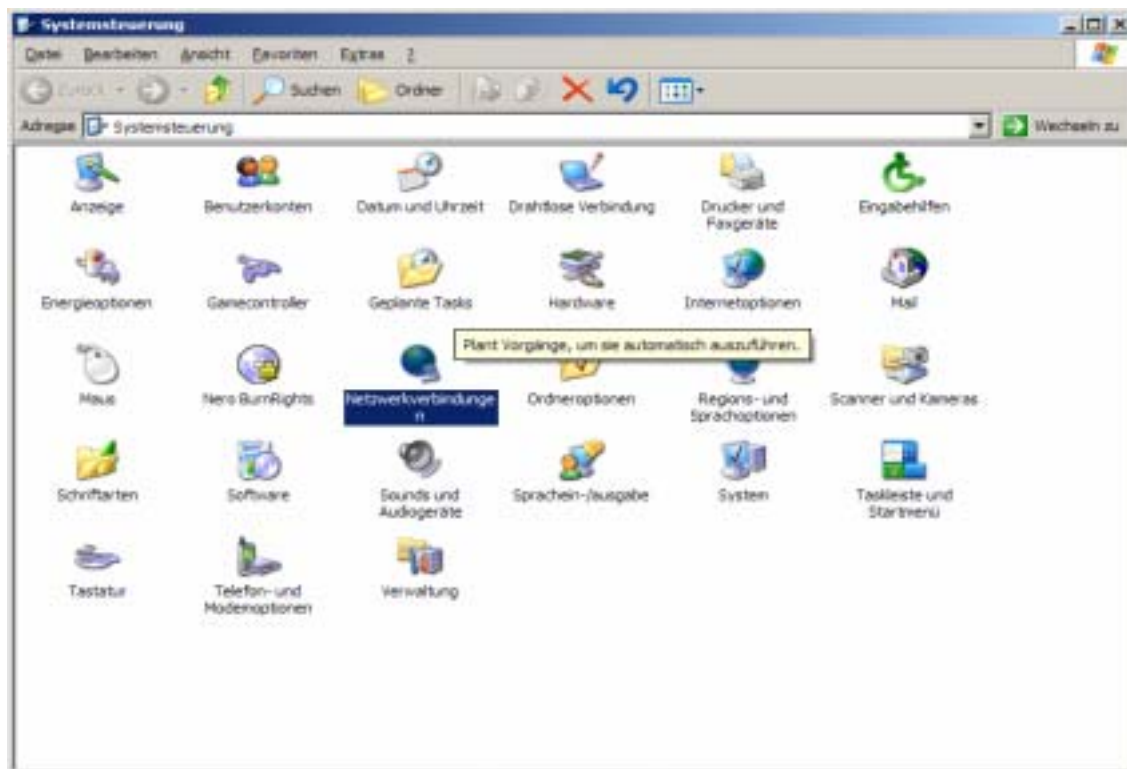 Systemsteuerung
Datei Bearbeiten Ansicht Favoriten Extras ?
Zurück Suchen Ordner
Adresse Systemsteuerung Wechseln zu
Anzeige
Benutzerkonten
Datum und Uhrzeit
Drahtlose Verbindung
Drucker und
Faxgeräte
Eingabehilfen
Energieoptionen
Gamecontroller
Geplante Tasks
Hardware
Internetoptionen
Mail
Plant Vorgänge, um sie automatisch auszuführen.
Maus
Nero BurnRights
Netzwerkverbindunge
n
Ordneroptionen
Regions- und
Sprachoptionen
Scanner und Kameras
Schriftarten
Software
Sounds und
Audiogeräte
Sprachein-/ausgabe
System
Taskleiste und
Startmenü
Tastatur
Telefon- und
Modemoptionen
Verwaltung